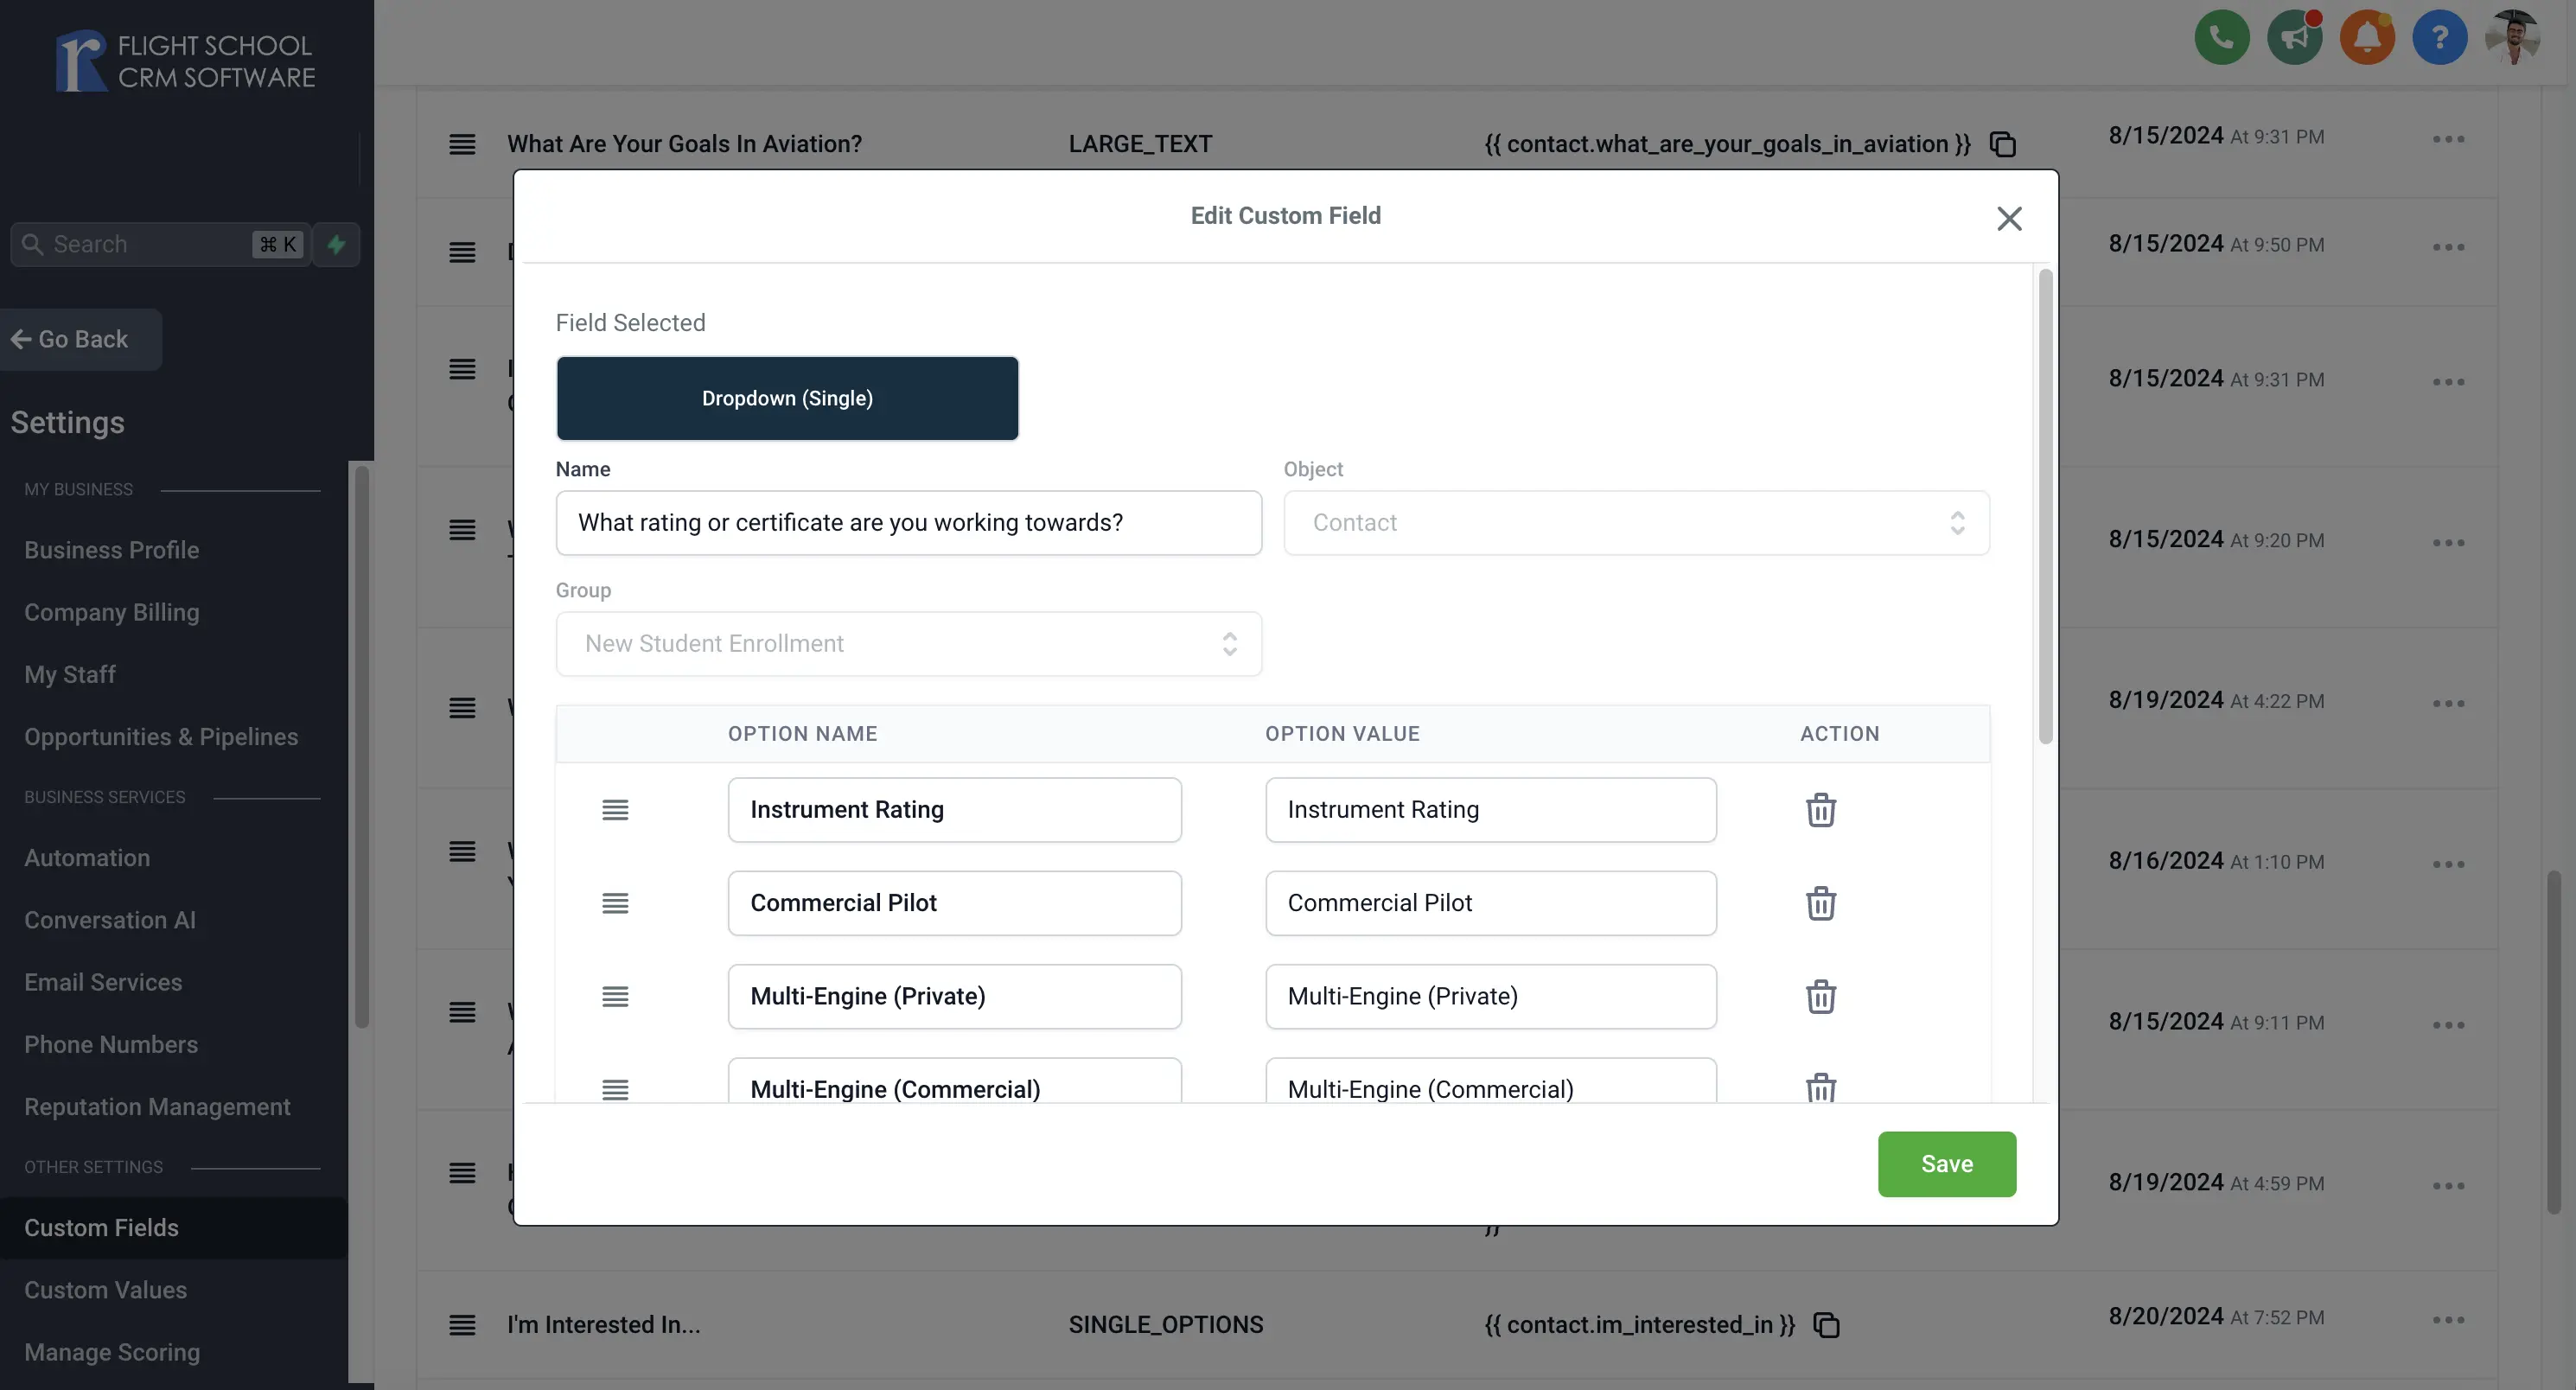 FLIGHT SCHOOL
CRM SOFTWARE
Search
⌘ K
Go Back
Settings
MY BUSINESS
Business Profile
Company Billing
My Staff
Opportunities & Pipelines
BUSINESS SERVICES
Automation
Conversation AI
Email Services
Phone Numbers
Reputation Management
OTHER SETTINGS
Custom Fields
Custom Values
Manage Scoring
?
What Are Your Goals In Aviation?
LARGE_TEXT
{{ contact.what_are_your_goals_in_aviation }}
8/15/2024 At 9:31 PM
8/15/2024 At 9:50 PM
8/15/2024 At 9:31 PM
8/15/2024 At 9:20 PM
8/19/2024 At 4:22 PM
8/16/2024 At 1:10 PM
8/15/2024 At 9:11 PM
8/19/2024 At 4:59 PM
Edit Custom Field
Field Selected
Dropdown (Single)
Name
Object
What rating or certificate are you working towards?
Contact
Group
New Student Enrollment
OPTION NAME
OPTION VALUE
ACTION
Instrument Rating
Instrument Rating
Commercial Pilot
Commercial Pilot
Multi-Engine (Private)
Multi-Engine (Private)
Multi-Engine (Commercial)
Multi-Engine (Commercial)
Save
}}
I'm Interested In...
SINGLE_OPTIONS
{{ contact.im_interested_in }}
8/20/2024 At 7:52 PM